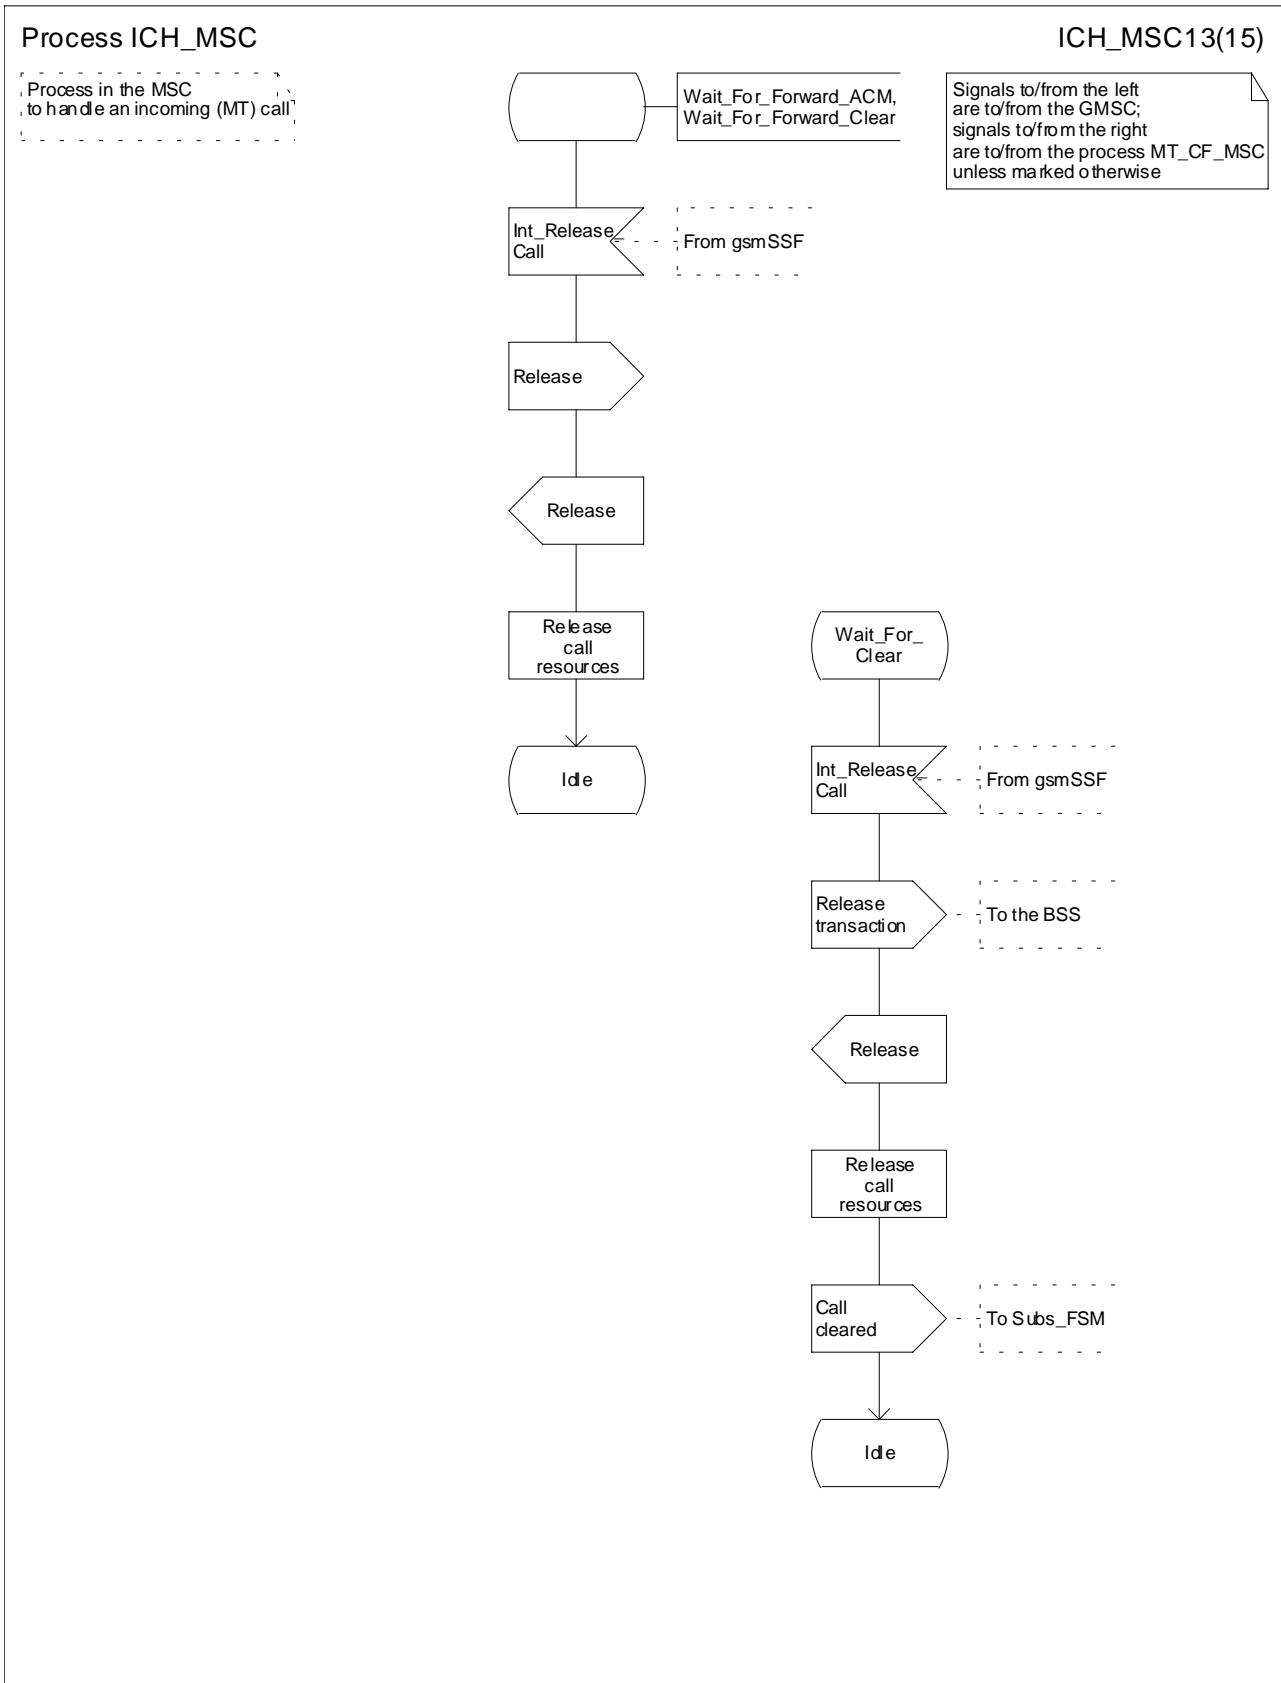 Process ICH_MSC
ICH_MSC13(15)
Process in the MSC
to handle an incoming (MT) call
Wait_For_Forward_ACM,
Wait_For_Forward_Clear
Signals to/from the left
are to/from the GMSC;
signals to/from the right
are to/from the process MT_CF_MSC
unless marked otherwise
Int_Release_
Call
From gsmSSF
Release
Release
Release
call
resources
Idle
Wait_For_
Clear
Int_Release_
Call
From gsmSSF
Release
transaction
To the BSS
Release
Release
call
resources
Call
cleared
To Subs_FSM
Idle